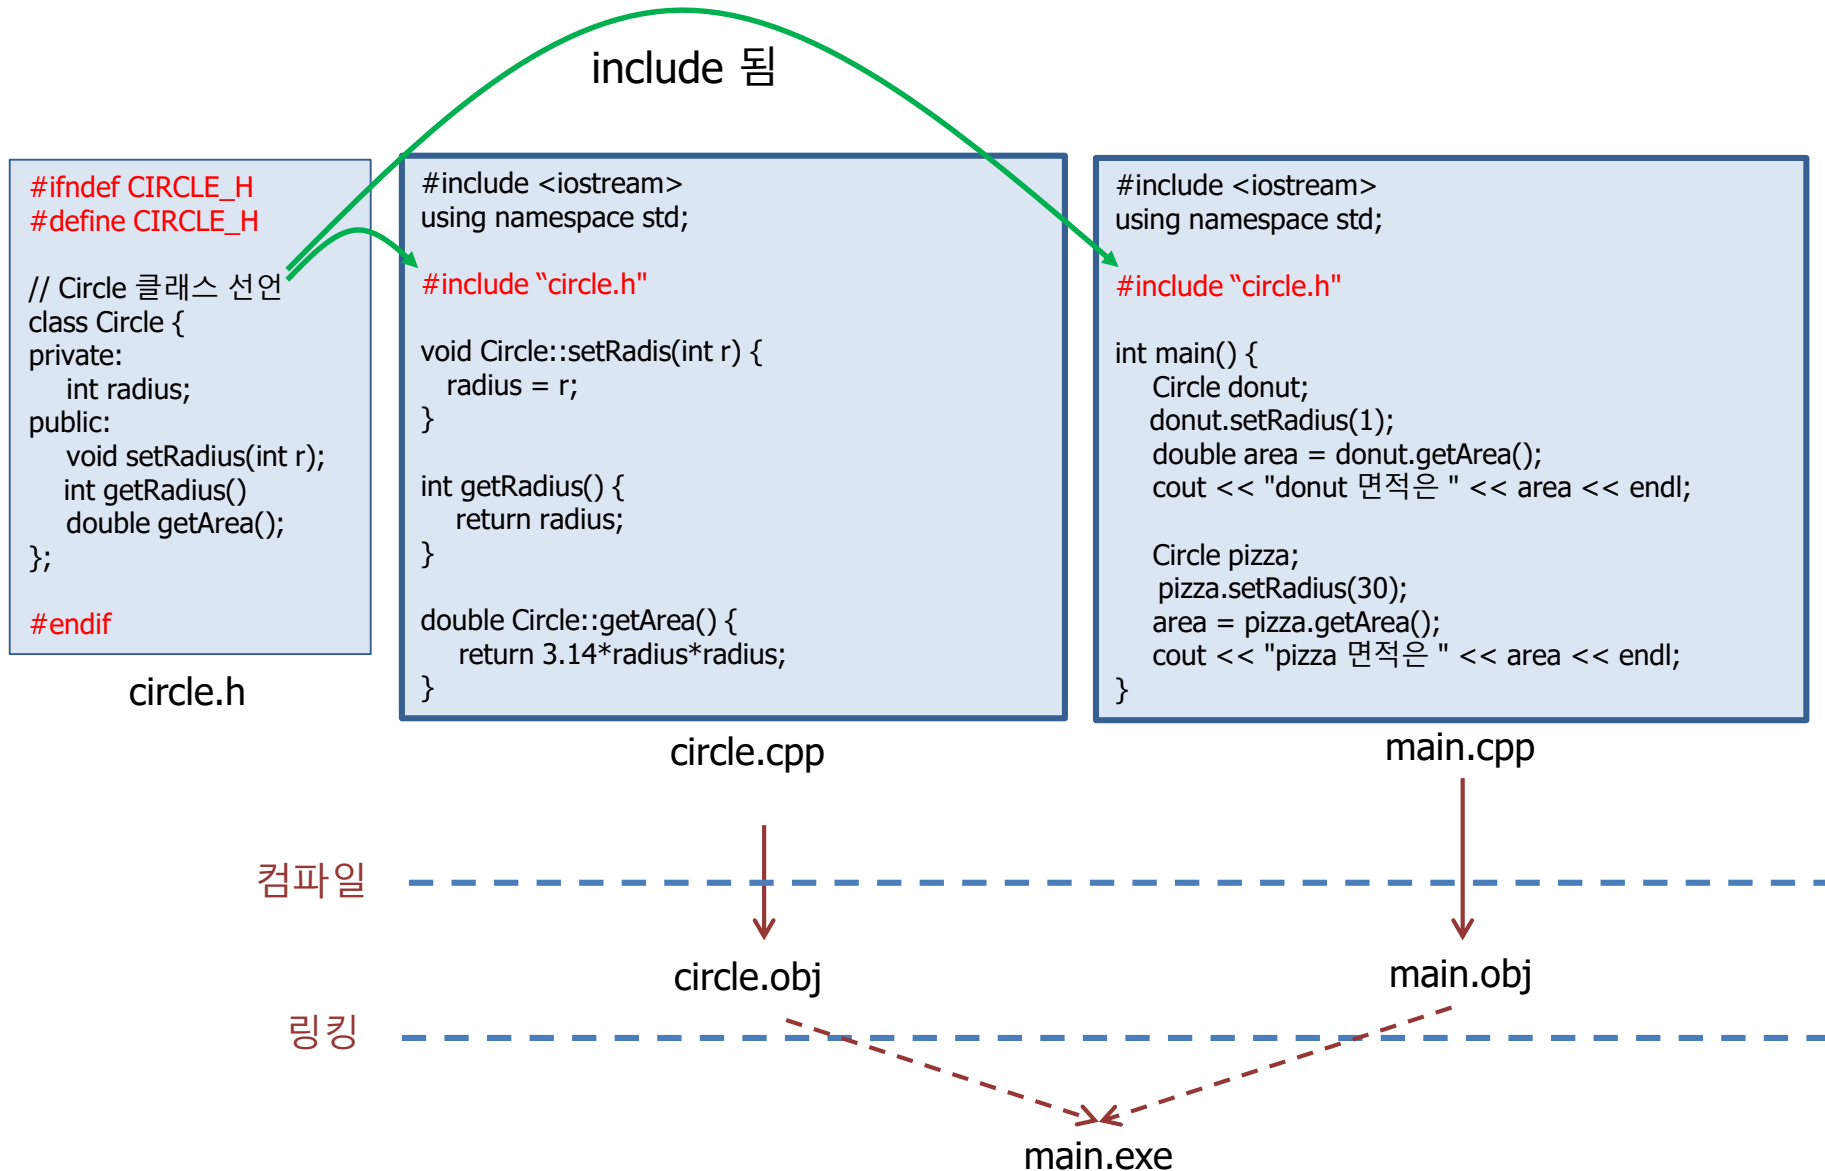 include 됨
#ifndef CIRCLE_H
#define CIRCLE_H
// Circle 클래스 선언
class Circle {
private:
int radius;
public:
void setRadius(int r);
int getRadius()
double getArea();
};
#endif
circle.h
#include <iostream>
using namespace std;
#include “circle.h"
void Circle::setRadis(int r) {
radius = r;
}
int getRadius() {
return radius;
}
double Circle::getArea() {
return 3.14*radius*radius;
}
circle.cpp
#include <iostream>
using namespace std;
#include “circle.h"
int main() {
Circle donut;
donut.setRadius(1);
double area = donut.getArea();
cout << "donut 면적은 " << area << endl;
Circle pizza;
pizza.setRadius(30);
area = pizza.getArea();
cout << "pizza 면적은 " << area << endl;
}
main.cpp
컴파일
circle.obj
main.obj
링킹
main.exe